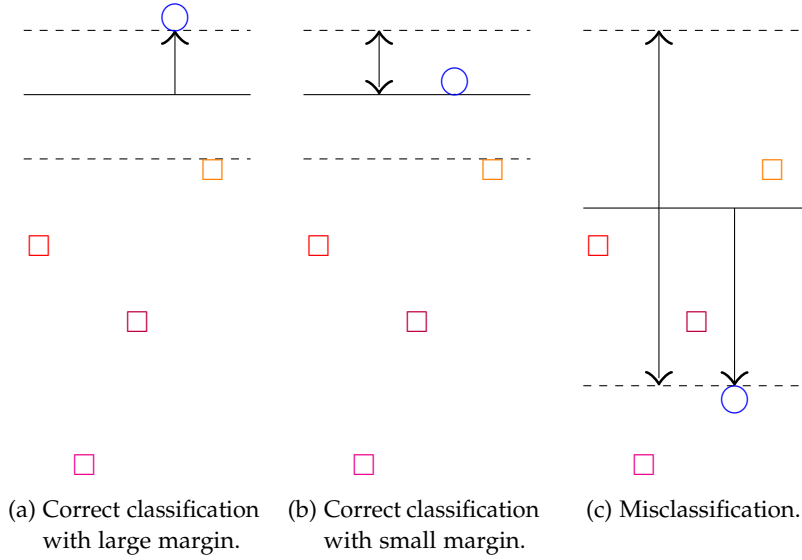 (a) Correct classification
with large margin.
(b) Correct classification
with small margin.
(c) Misclassification.